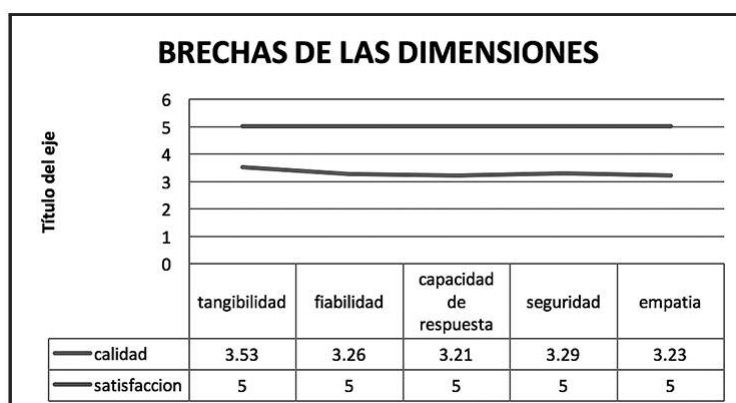 BRECHAS DE LAS DIMENSIONES
Título del eje
6
5
4
3
2
1
0
tangibilidad fiabilidad capacidad de respuesta seguridad empatia
calidad 3.53 3.26 3.21 3.29 3.23
satisfaccion 5 5 5 5 5